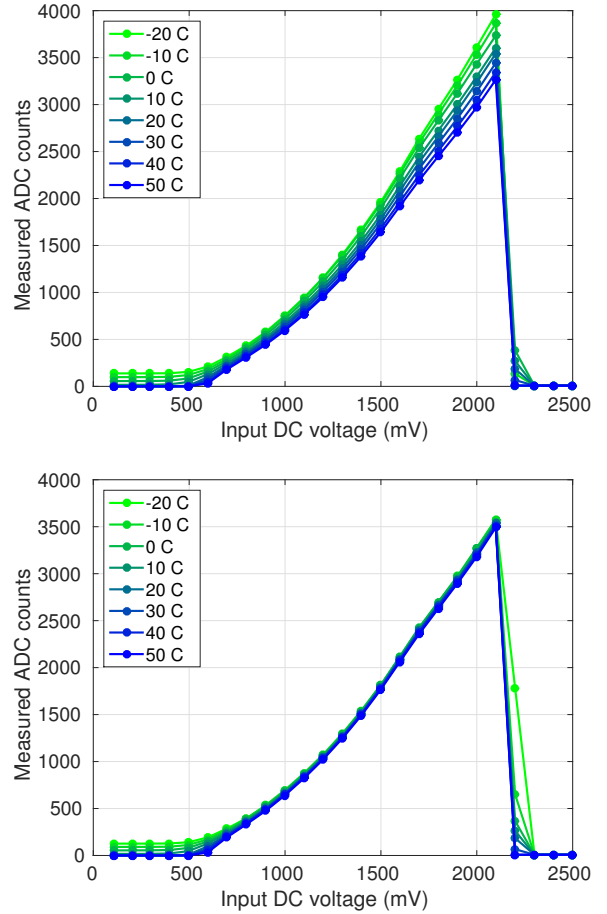 4000
3500
3000
2500
2000
1500
1000
500
0
Measured ADC counts
-20 C
-10 C
0 C
10 C
20 C
30 C
40 C
50 C
0 500 1000 1500 2000 2500
Input DC voltage (mV)
4000
3500
3000
2500
2000
1500
1000
500
0
Measured ADC counts
-20 C
-10 C
0 C
10 C
20 C
30 C
40 C
50 C
0 500 1000 1500 2000 2500
Input DC voltage (mV)